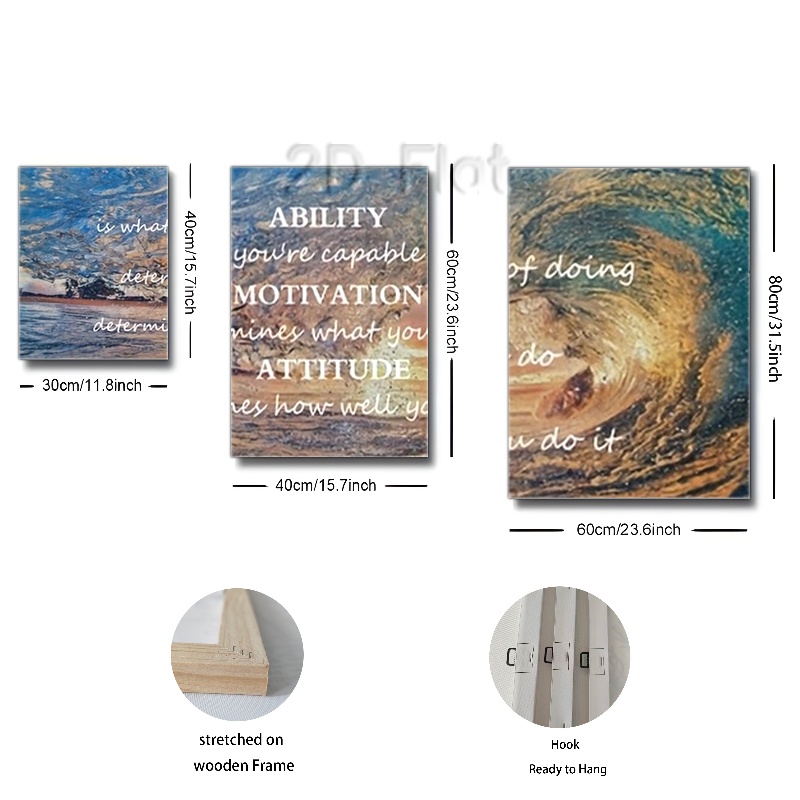 2D Flat
is what
deter
determi
40cm/15.7inch
30cm/11.8inch
ABILITY
you're capable
MOTIVATION
mines what you
ATTITUDE
nes how well yo
60cm/23.6inch
40cm/15.7inch
of doing
do
u do it
80cm/31.5inch
60cm/23.6inch
stretched on
wooden Frame
Hook
Ready to Hang